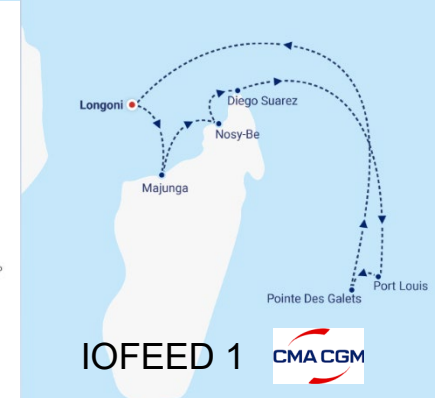 Longoni
Diego Suarez
Nosy-Be
Majunga
Port Louis
Pointe Des Galets
IOFEED 1
CMA CGM